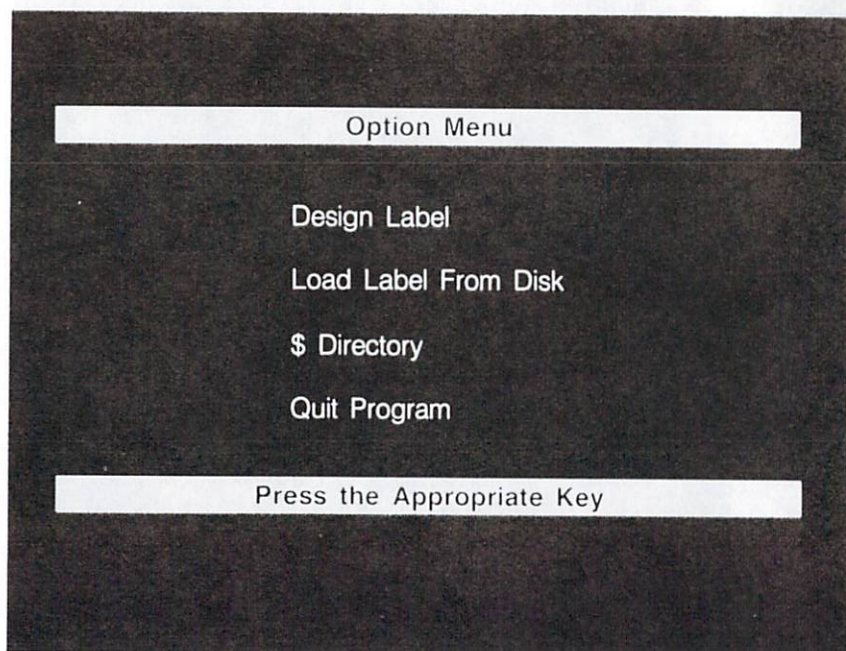 Option Menu
Design Label
Load Label From Disk
$ Directory
Quit Program
Press the Appropriate Key